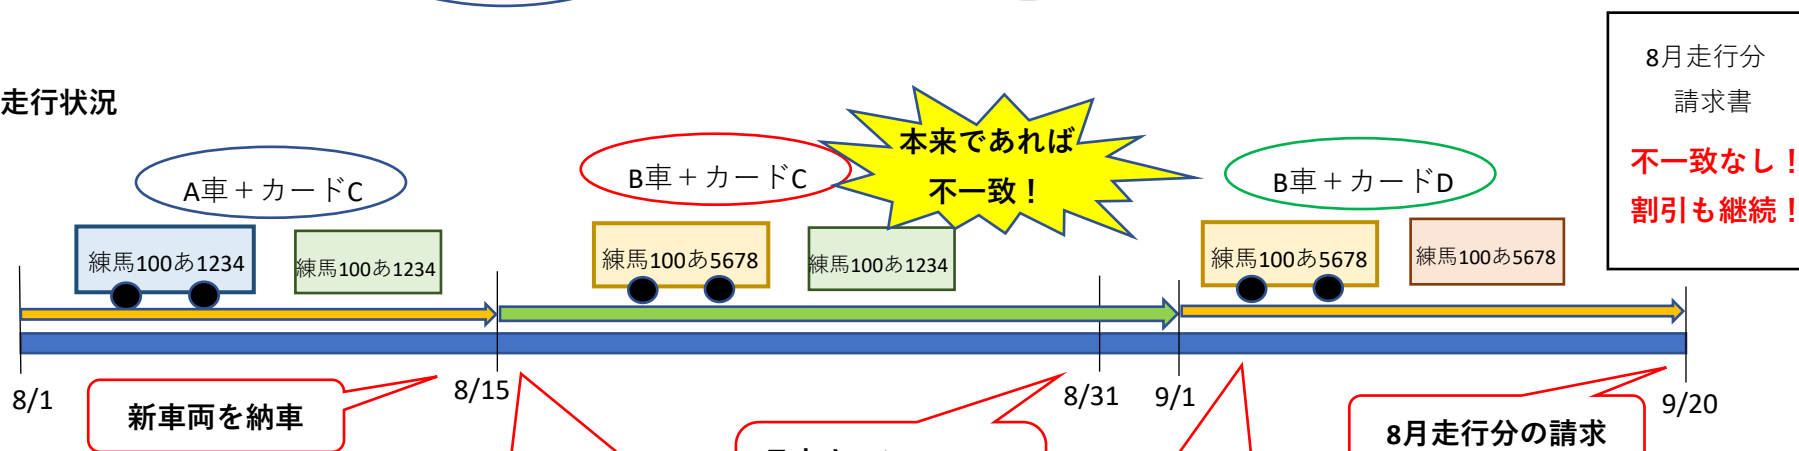 走行状況
8月走行分
請求書
不一致なし！
割引も継続！
本来であれば
不一致！
A車＋カードC
B車＋カードC
B車＋カードD
練馬100あ1234
練馬100あ1234
練馬100あ5678
練馬100あ1234
練馬100あ5678
練馬100あ5678
8/1
8/15
8/31
9/1
9/20
新車両を納車
8月走行分の請求